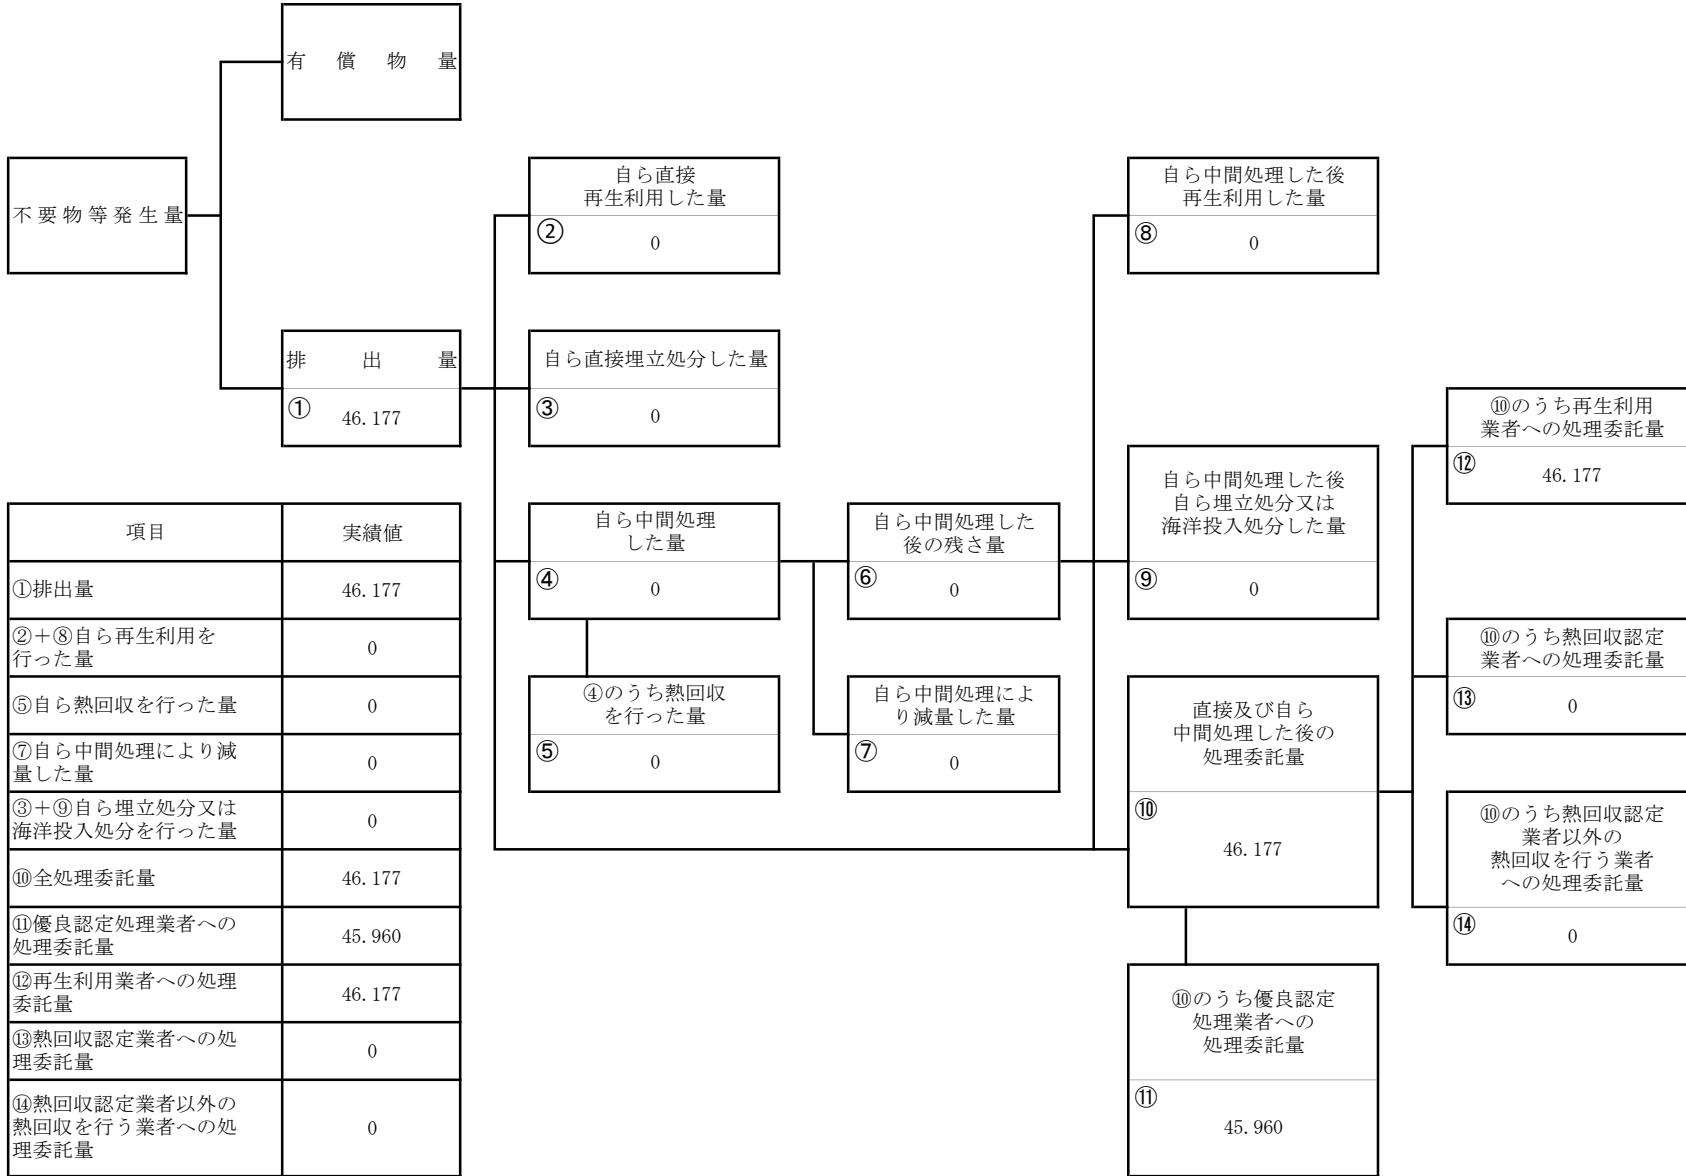 有償物量
不要物等発生量
排出量
①
46.177
自ら直接
再生利用した量
②
0
自ら直接埋立処分した量
③
0
自ら中間処理
した量
④
0
④のうち熱回収
を行った量
⑤
0
自ら中間処理した
後の残さ量
⑥
0
自ら中間処理によ
り減量した量
⑦
0
自ら中間処理した後
再生利用した量
⑧
0
自ら中間処理した後
自ら埋立処分又は
海洋投入処分した量
⑨
0
直接及び自ら
中間処理した後の
処理委託量
⑩
46.177
⑩のうち優良認定
処理業者への
処理委託量
⑪
45.960
⑩のうち再生利用
業者への処理委託量
⑫
46.177
⑩のうち熱回収認定
業者への処理委託量
⑬
0
⑩のうち熱回収認定
業者以外の
熱回収を行う業者
への処理委託量
⑭
0
項目 実績値
①排出量 46.177
②+⑧自ら再生利用を
行った量
0
⑤自ら熱回収を行った量 0
⑦自ら中間処理により減
量した量
0
③+⑨自ら埋立処分又は
海洋投入処分を行った量
0
⑩全処理委託量 46.177
⑪優良認定処理業者への
処理委託量
45.960
⑫再生利用業者への処理
委託量
46.177
⑬熱回収認定業者への処
理委託量
0
⑭熱回収認定業者以外の
熱回収を行う業者への処
理委託量
0